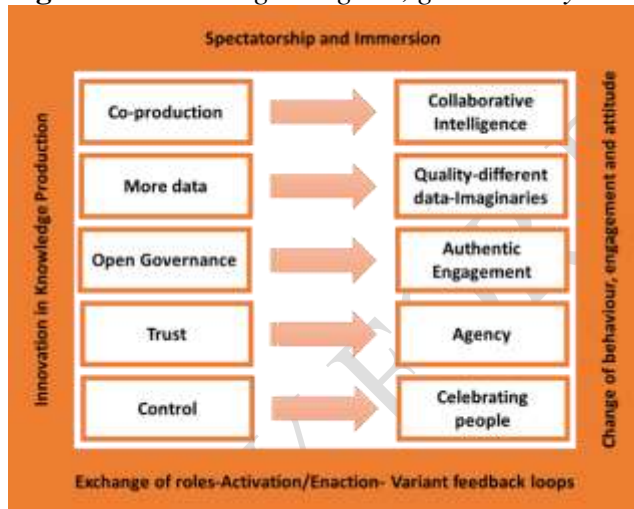 Spectatorship and Immersion
Innovation in Knowledge Production
Co-production
Collaborative
Intelligence
More data
Quality-different
data-Imaginaries
Open Governance
Authentic
Engagement
Trust
Agency
Control
Celebrating
people
Change of behaviour, engagement and attitude
Exchange of roles-Activation/Enaction- Variant feedback loops